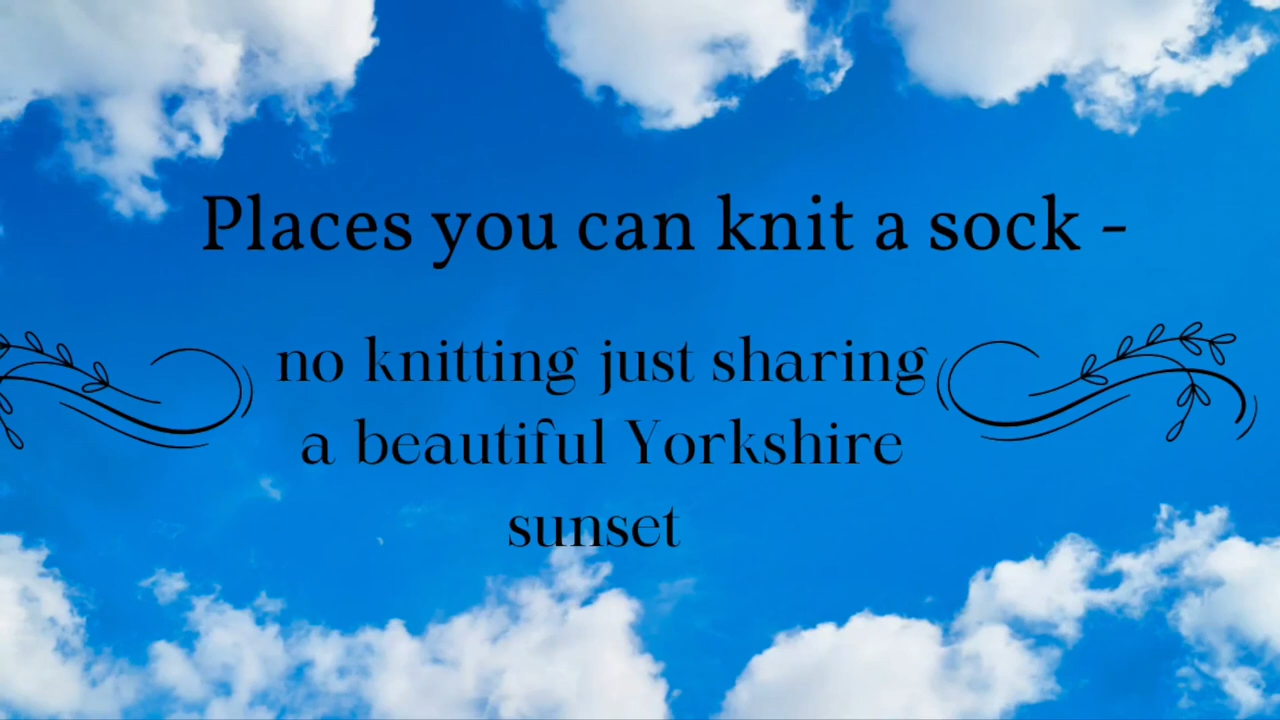 Places you can knit a sock -
no knitting just sharing
a beautiful Yorkshire
sunset